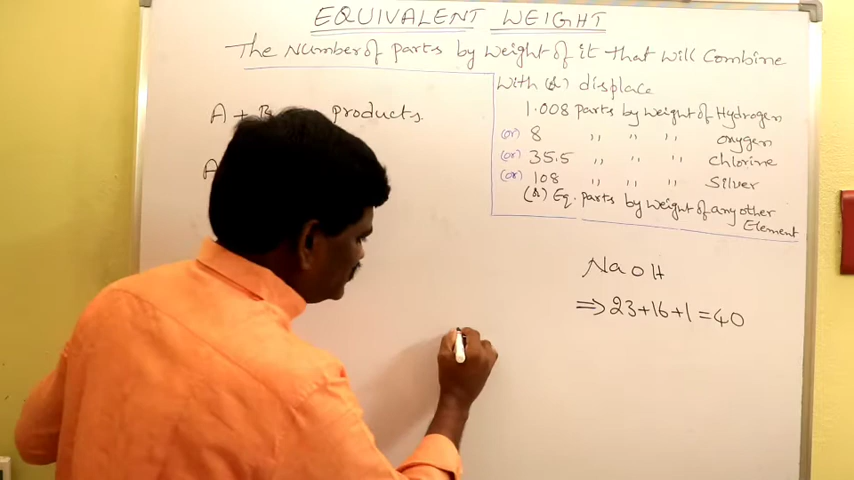 EQUIVALENT WEIGHT
The Number of parts by weight of it that will Combine
with (or) displace
1.008 parts by weight of Hydrogen
(or) 8 ,, ,, ,, oxygen
(or) 35.5 ,, ,, ,, chlorine
(or) 108 ,, ,, ,, Silver
(or) Eq. parts by weight of any other
Element
A + products
A
NaOH
⇒ 23+16+1=40